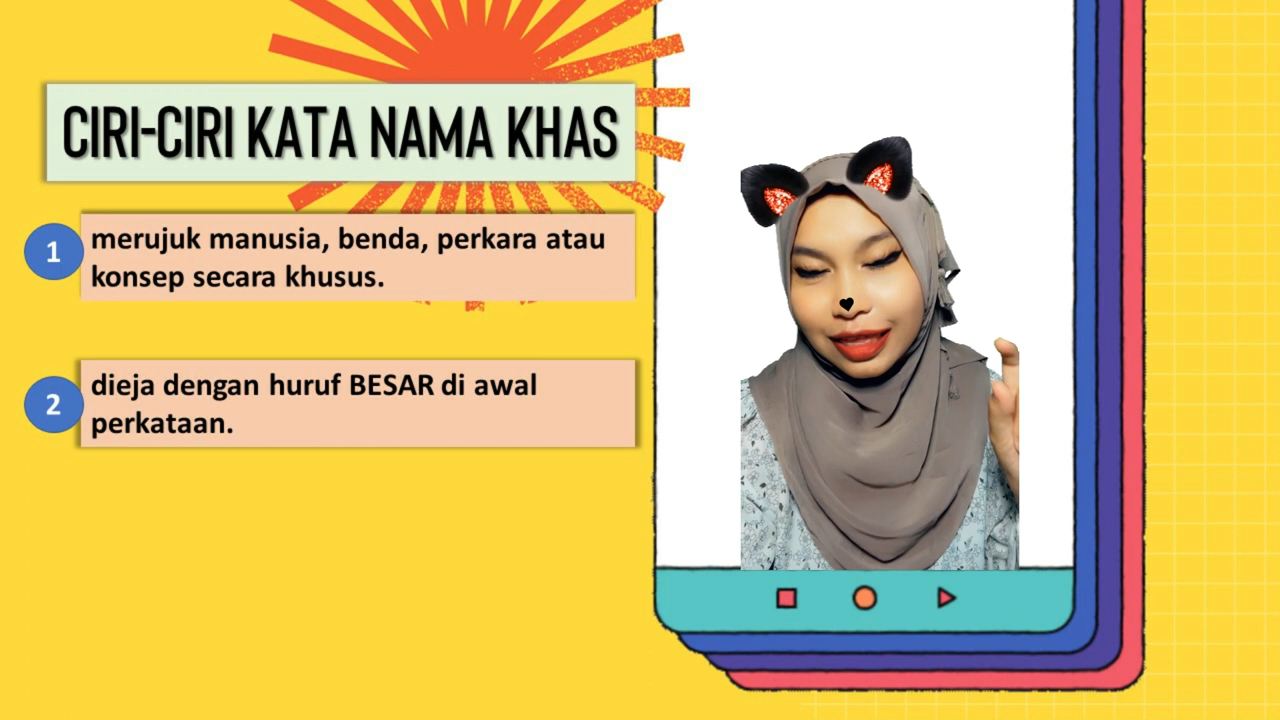 CIRI-CIRI KATA NAMA KHAS
1
merujuk manusia, benda, perkara atau
konsep secara khusus.
2
dieja dengan huruf BESAR di awal
perkataan.